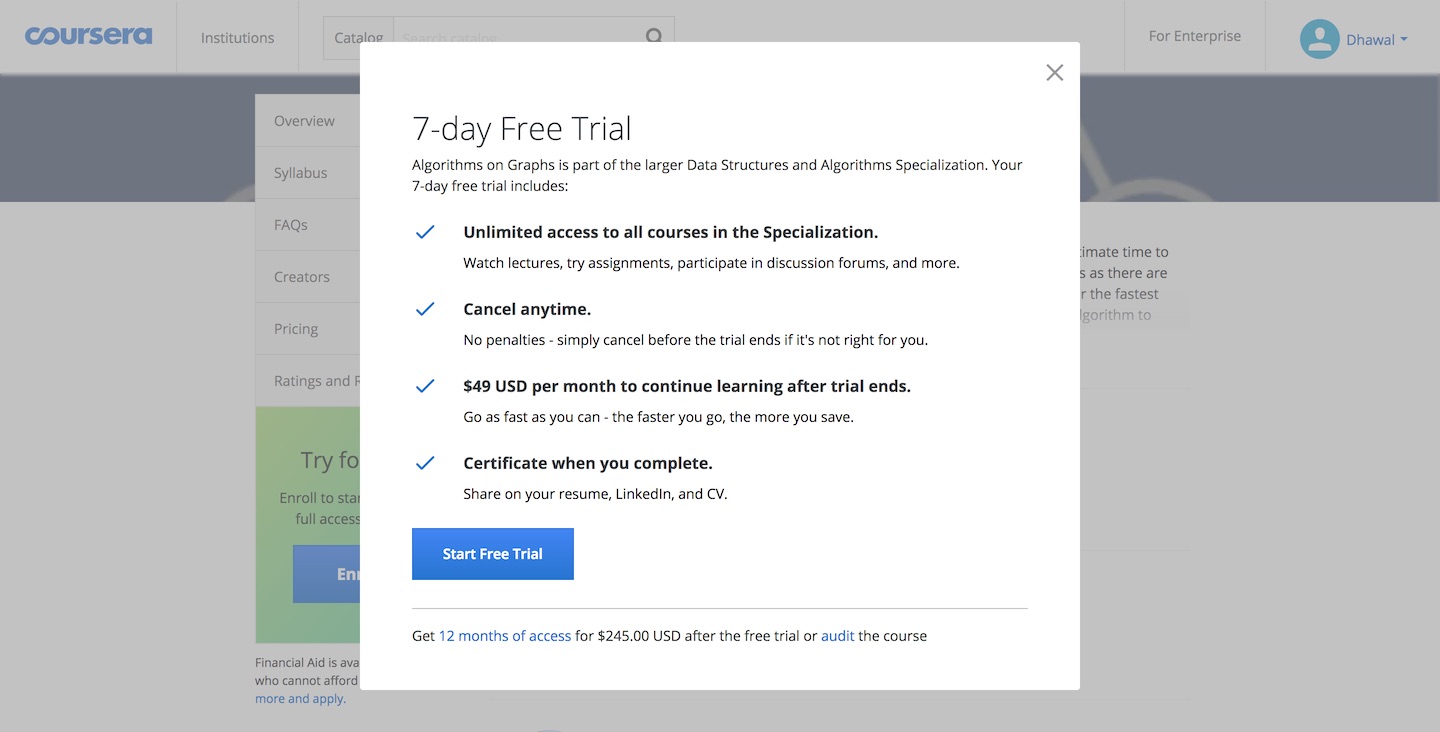 coursera
Institutions
Catalog
Search catalog
For Enterprise
Dhawal
Overview
Syllabus
FAQs
Creators
Pricing
Ratings and R
Try fo
Enroll to star
full access
Enr
Financial Aid is ava
who cannot afford
more and apply.
7-day Free Trial
Algorithms on Graphs is part of the larger Data Structures and Algorithms Specialization. Your
7-day free trial includes:
Unlimited access to all courses in the Specialization.
Watch lectures, try assignments, participate in discussion forums, and more.
Cancel anytime.
No penalties - simply cancel before the trial ends if it's not right for you.
$49 USD per month to continue learning after trial ends.
Go as fast as you can - the faster you go, the more you save.
Certificate when you complete.
Share on your resume, LinkedIn, and CV.
Start Free Trial
Get 12 months of access for $245.00 USD after the free trial or audit the course
timate time to
s as there are
r the fastest
lgorithm to